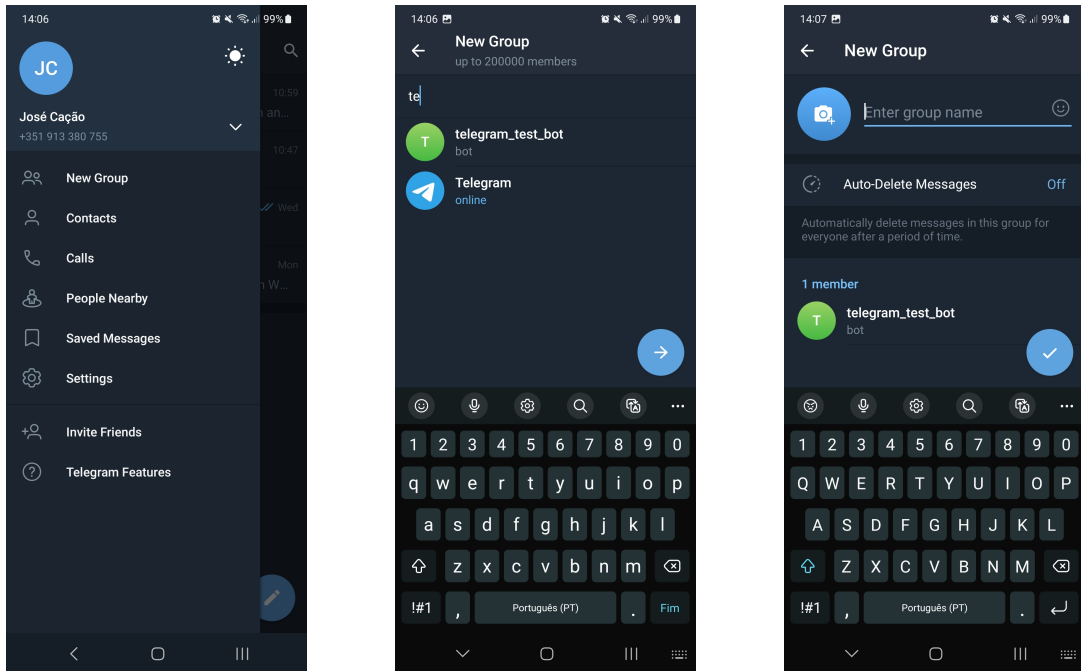 14:06
99%
JC
José Cação
+351 913 380 755
New Group
Contacts
Calls
People Nearby
Saved Messages
Settings
Invite Friends
Telegram Features
10:59
an...
10:47
Wed
Mon
W...
14:06
99%
New Group
up to 200000 members
te
T
telegram_test_bot
bot
Telegram
online
1 2 3 4 5 6 7 8 9 0
q w e r t y u i o p
a s d f g h j k l
z x c v b n m
!#1 , Português (PT) . Fim
14:07
99%
New Group
Enter group name
Auto-Delete Messages Off
Automatically delete messages in this group for
everyone after a period of time.
1 member
T
telegram_test_bot
bot
1 2 3 4 5 6 7 8 9 0
Q W E R T Y U I O P
A S D F G H J K L
Z X C V B N M
!#1 , Português (PT) .